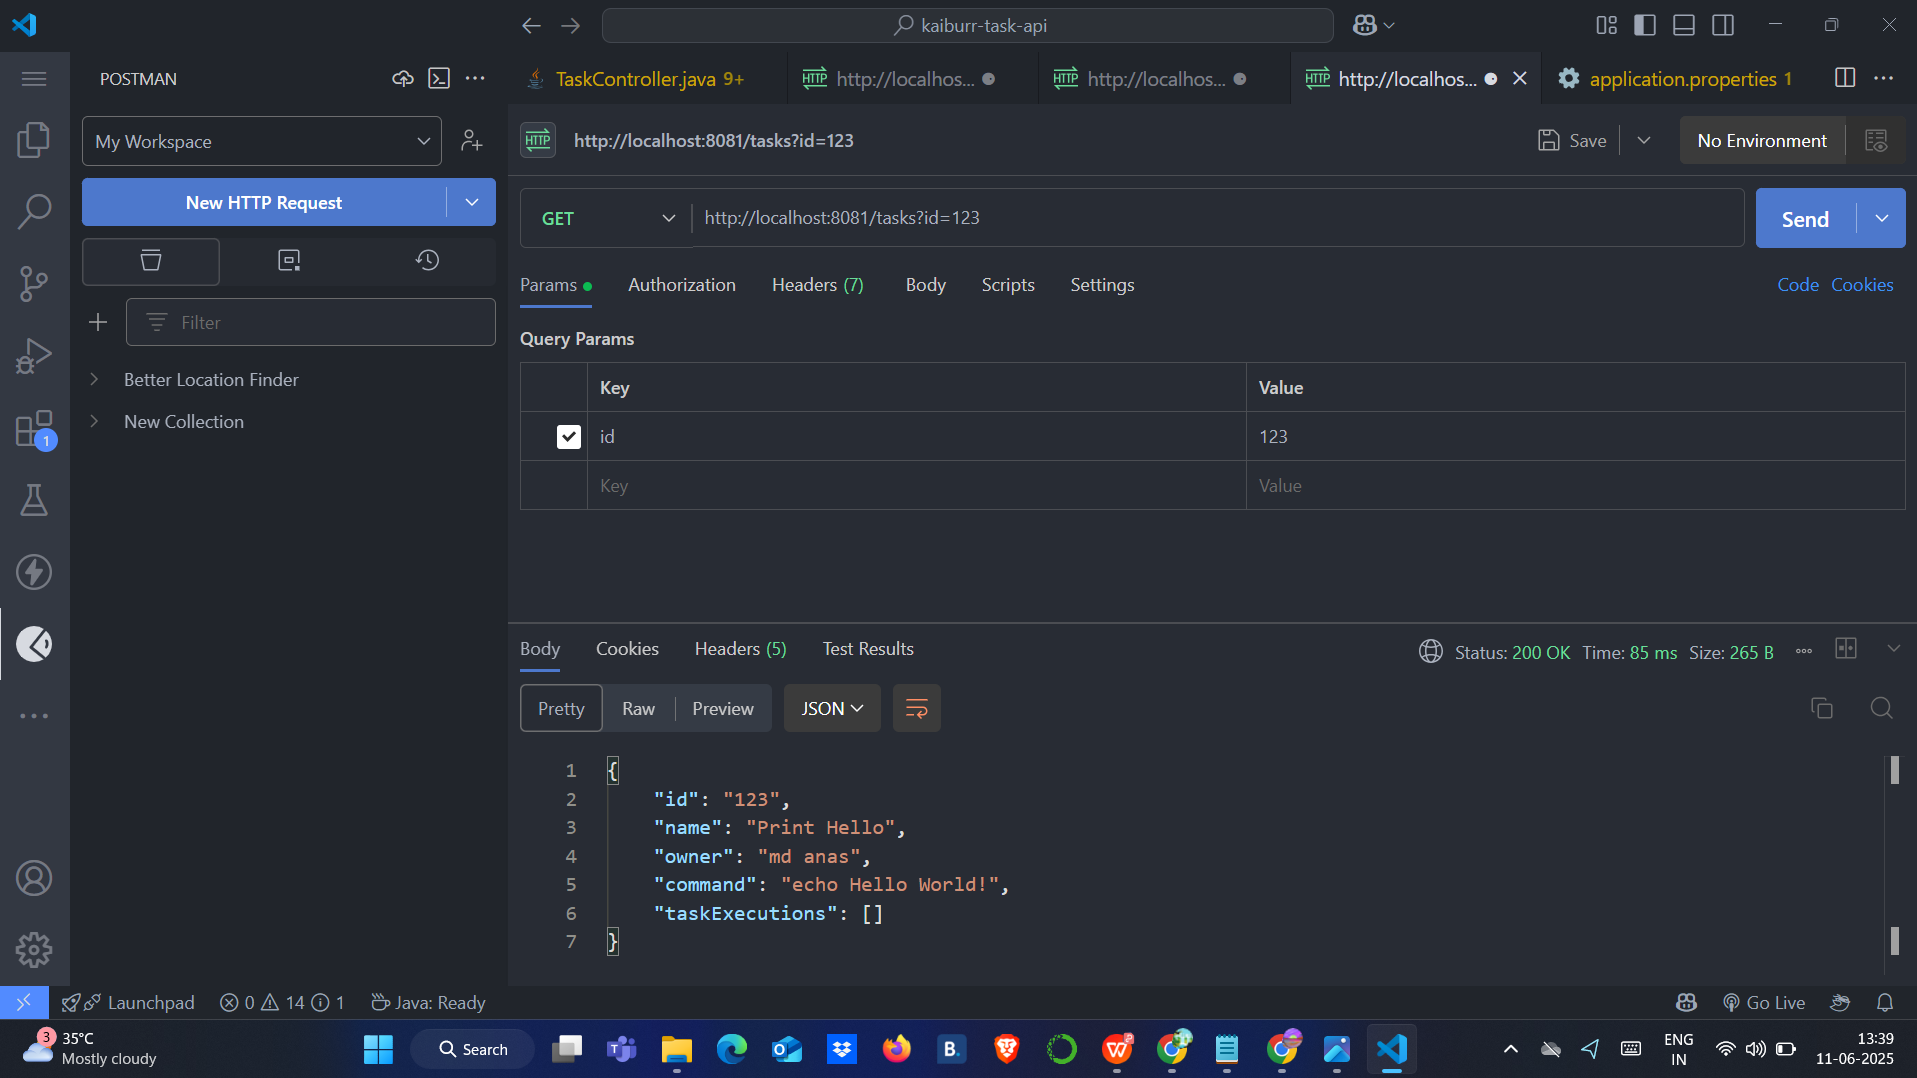 kaiburr-task-api
POSTMAN
TaskController.java 9+
http://localhos...
http://localhos...
http://localhos...
application.properties 1
My Workspace
HTTP http://localhost:8081/tasks?id=123
Save
No Environment
New HTTP Request
GET
http://localhost:8081/tasks?id=123
Send
Params
Authorization
Headers (7)
Body
Scripts
Settings
Code Cookies
Filter
Query Params
Key Value
id 123
Key Value
Better Location Finder
New Collection
1
Body
Cookies
Headers (5)
Test Results
Status: 200 OK Time: 85 ms Size: 265 B
Pretty
Raw
Preview
JSON
1 {
2 "id": "123",
3 "name": "Print Hello",
4 "owner": "md anas",
5 "command": "echo Hello World!",
6 "taskExecutions": []
7 }
Launchpad
0 14 1
Java: Ready
Go Live
3
35°C
Mostly cloudy
Search
B.
ENG
IN
13:39
11-06-2025